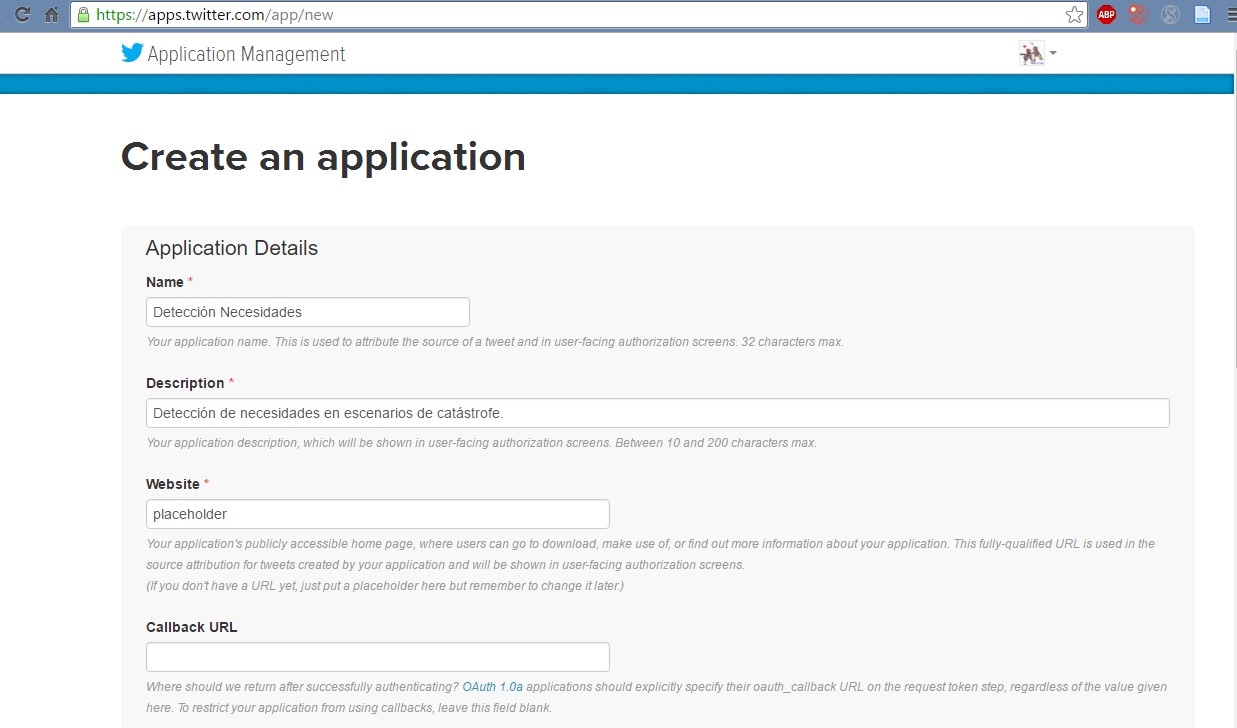 https://apps.twitter.com/app/new
ABP
Application Management
Create an application
Application Details
Name *
Detección Necesidades
Your application name. This is used to attribute the source of a tweet and in user-facing authorization screens. 32 characters max.
Description *
Detección de necesidades en escenarios de catástrofe.
Your application description, which will be shown in user-facing authorization screens. Between 10 and 200 characters max.
Website *
placeholder
Your application's publicly accessible home page, where users can go to download, make use of, or find out more information about your application. This fully-qualified URL is used in the
source attribution for tweets created by your application and will be shown in user-facing authorization screens.
(If you don't have a URL yet, just put a placeholder here but remember to change it later.)
Callback URL
Where should we return after successfully authenticating? OAuth 1.0a applications should explicitly specify their oauth_callback URL on the request token step, regardless of the value given
here. To restrict your application from using callbacks, leave this field blank.